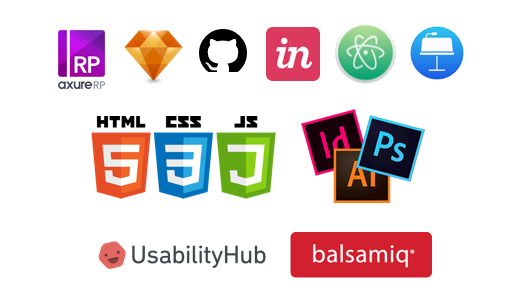 RP
axure RP
in
HTML CSS JS
5 3 J
Id
Ps
Ai
UsabilityHub
balsamiq®